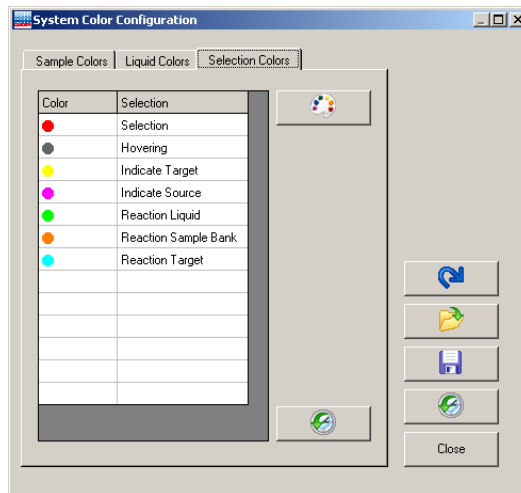 System Color Configuration
Sample Colors Liquid Colors Selection Colors
Color Selection
Selection
Hovering
Indicate Target
Indicate Source
Reaction Liquid
Reaction Sample Bank
Reaction Target
Close